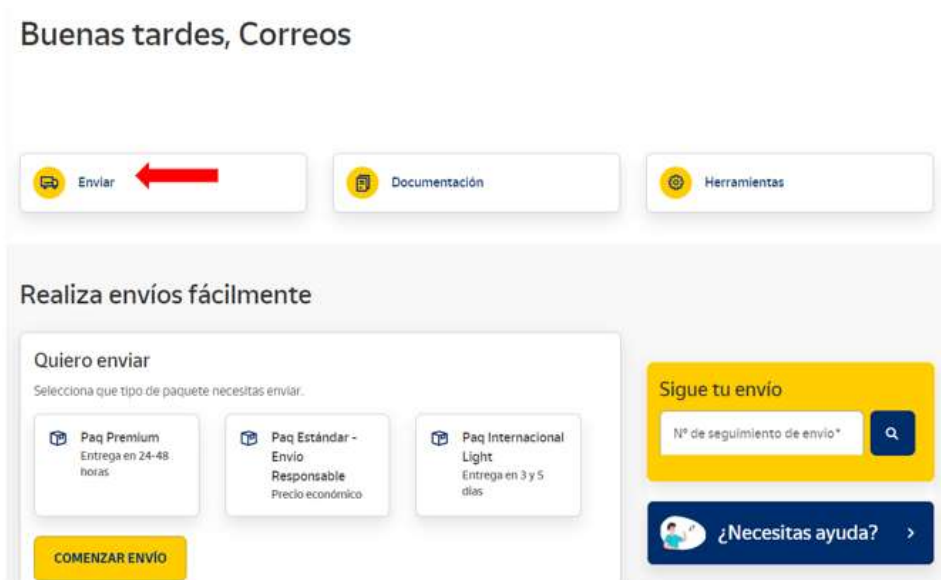 Buenas tardes, Correos
Enviar
Documentación
Herramientas
Realiza envíos fácilmente
Quiero enviar
Selecciona que tipo de paquete necesitas enviar.
Paq Premium
Entrega en 24-48
horas
Paq Estándar -
Envío
Responsable
Precio económico
Paq Internacional
Light
Entrega en 3 y 5
días
COMENZAR ENVÍO
Sigue tu envío
Nº de seguimiento de envío*
¿Necesitas ayuda?